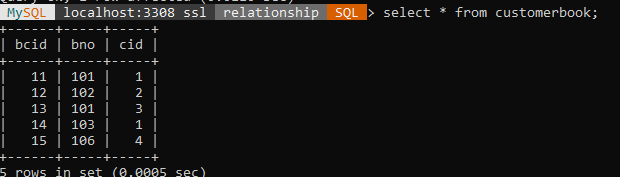 MySQL localhost:3308 ssl relationship SQL > select * from customerbook;
+------+-----+-----+
| bcid | bno | cid |
+------+-----+-----+
|   11 | 101 |   1 |
|   12 | 102 |   2 |
|   13 | 101 |   3 |
|   14 | 103 |   1 |
|   15 | 106 |   4 |
+------+-----+-----+
5 rows in set (0.0005 sec)